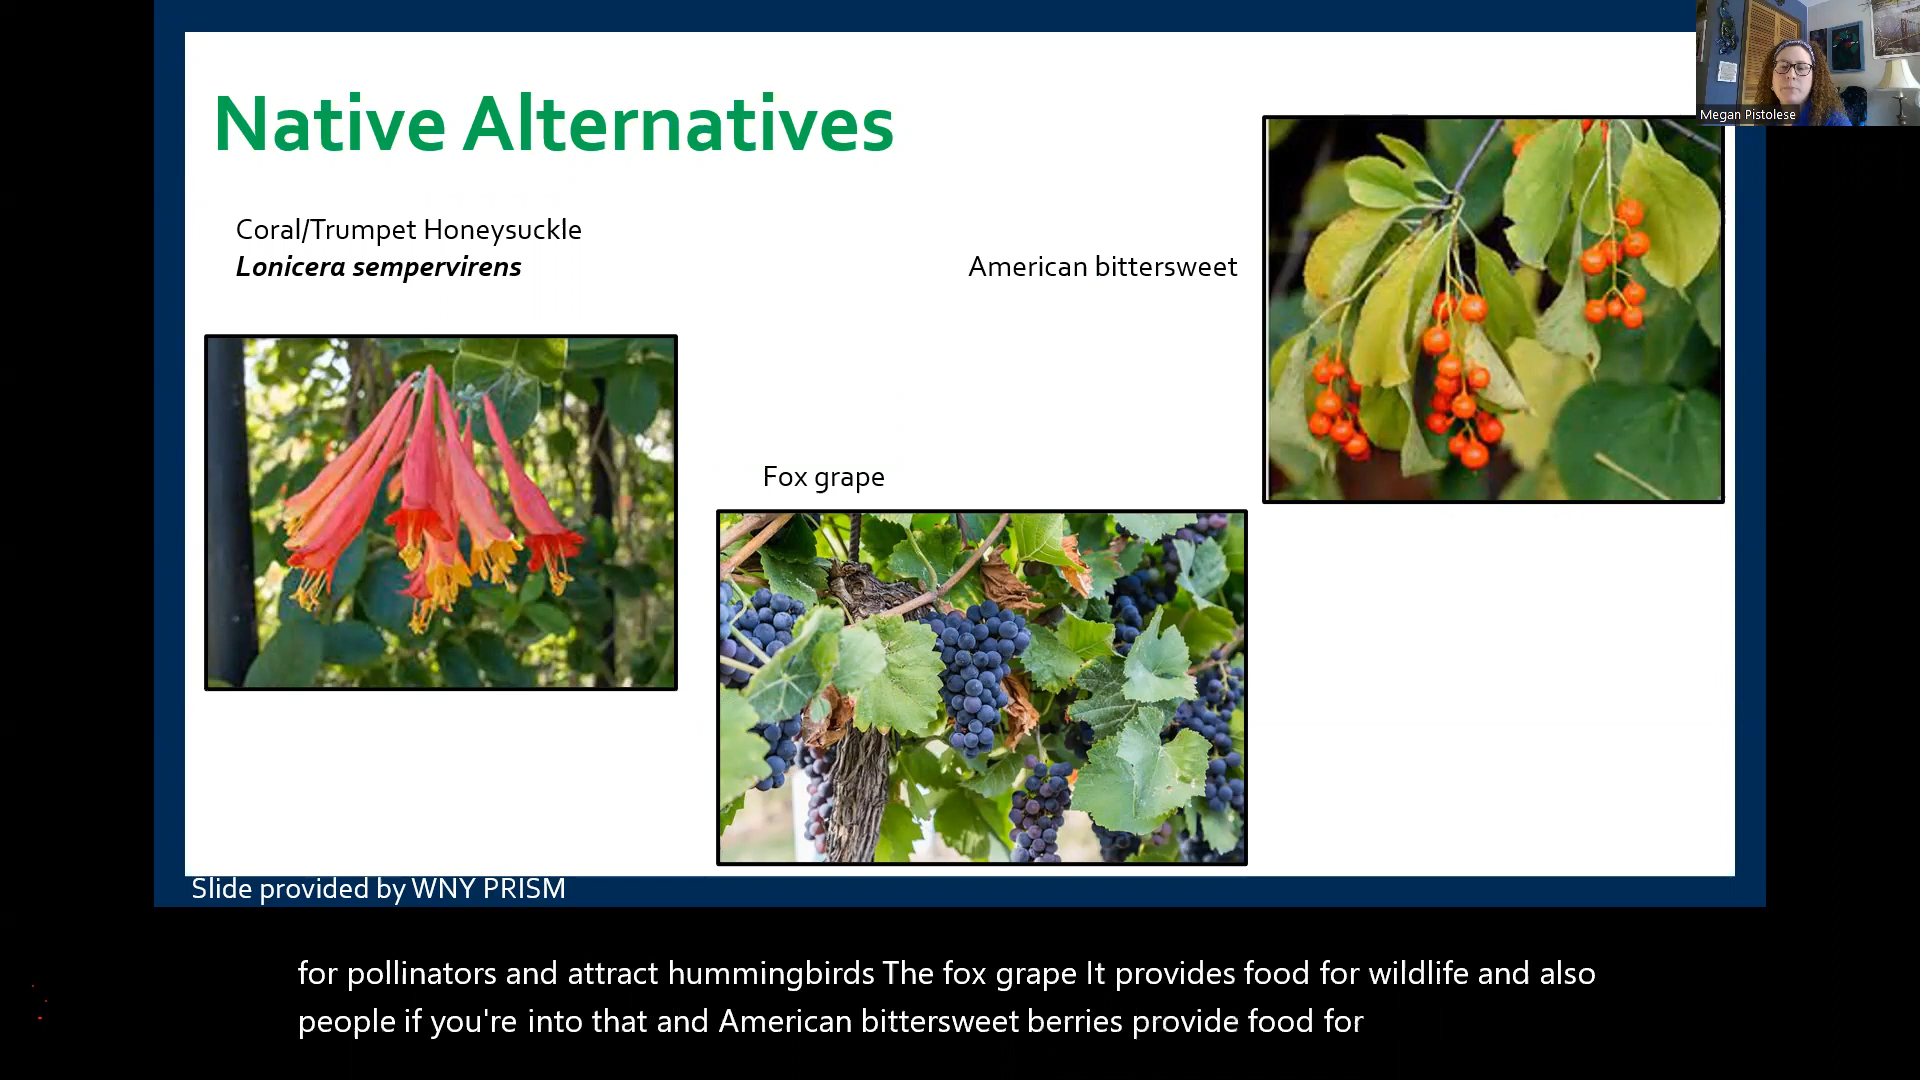 Native Alternatives
Megan Pistolese
Coral/Trumpet Honeysuckle
Lonicera sempervirens
American bittersweet
Fox grape
Slide provided by WNY PRISM
for pollinators and attract hummingbirds The fox grape It provides food for wildlife and also
people if you're into that and American bittersweet berries provide food for